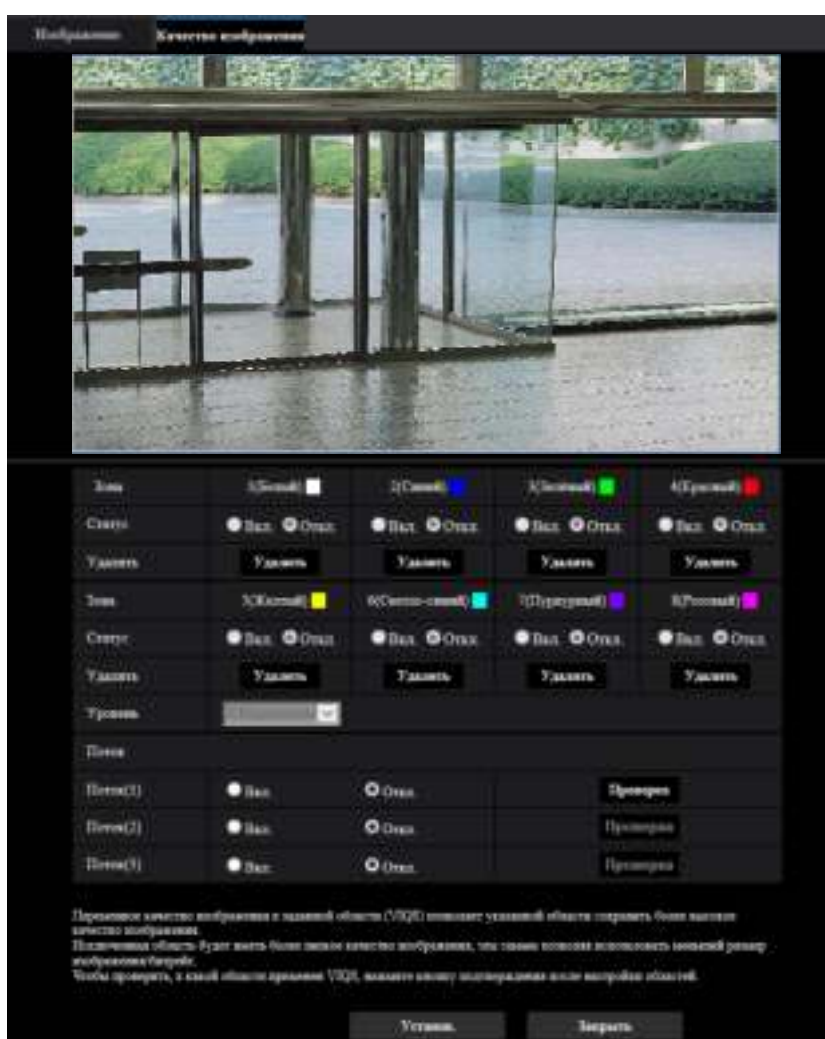 Изображение Качество изображения
Зона 1(Белый) 2(Синий) 3(Зеленый) 4(Красный)
Статус Вкл. Откл. Вкл. Откл. Вкл. Откл. Вкл. Откл.
Удалить Удалить Удалить Удалить Удалить
Зона 5(Желтый) 6(Светло-синий) 7(Пурпурный) 8(Розовый)
Статус Вкл. Откл. Вкл. Откл. Вкл. Откл. Вкл. Откл.
Удалить Удалить Удалить Удалить Удалить
Уровень
Поток
Поток(1) Вкл. Откл. Проверка
Поток(2) Вкл. Откл. Проверка
Поток(3) Вкл. Откл. Проверка
Переменное качество изображения в заданной области (VIQS) позволяет указанной области сохранять более высокое
качество изображения.
Исключенная область будет иметь более низкое качество изображения, тем самым позволяя использовать меньший размер
изображения/битрейт.
Чтобы проверить, к какой области применен VIQS, нажмите кнопку подтверждения после настройки областей.
Установ. Закрыть